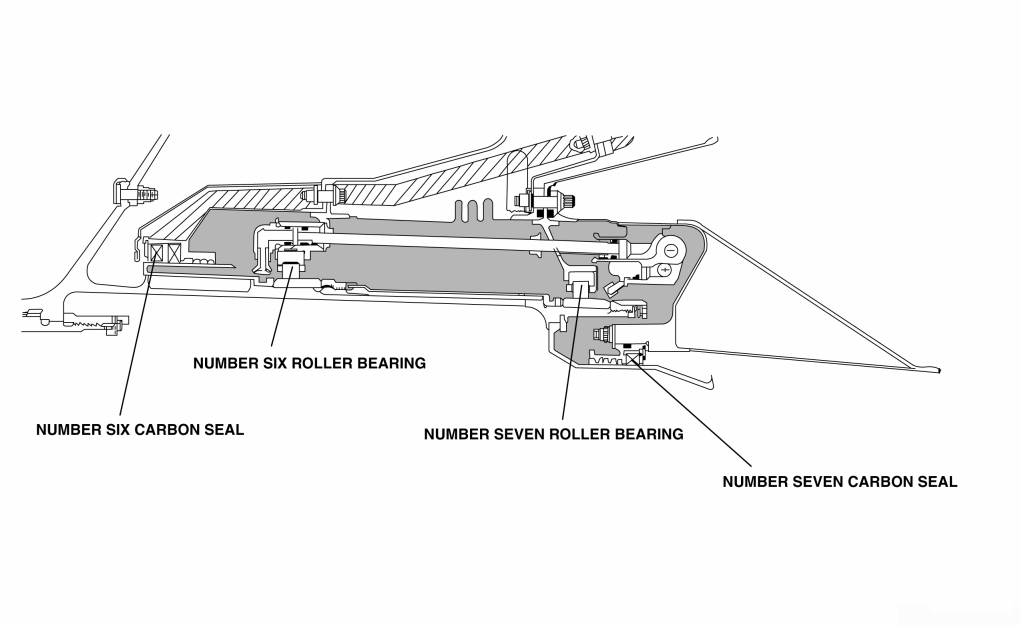 NUMBER SIX ROLLER BEARING
NUMBER SIX CARBON SEAL
NUMBER SEVEN ROLLER BEARING
NUMBER SEVEN CARBON SEAL